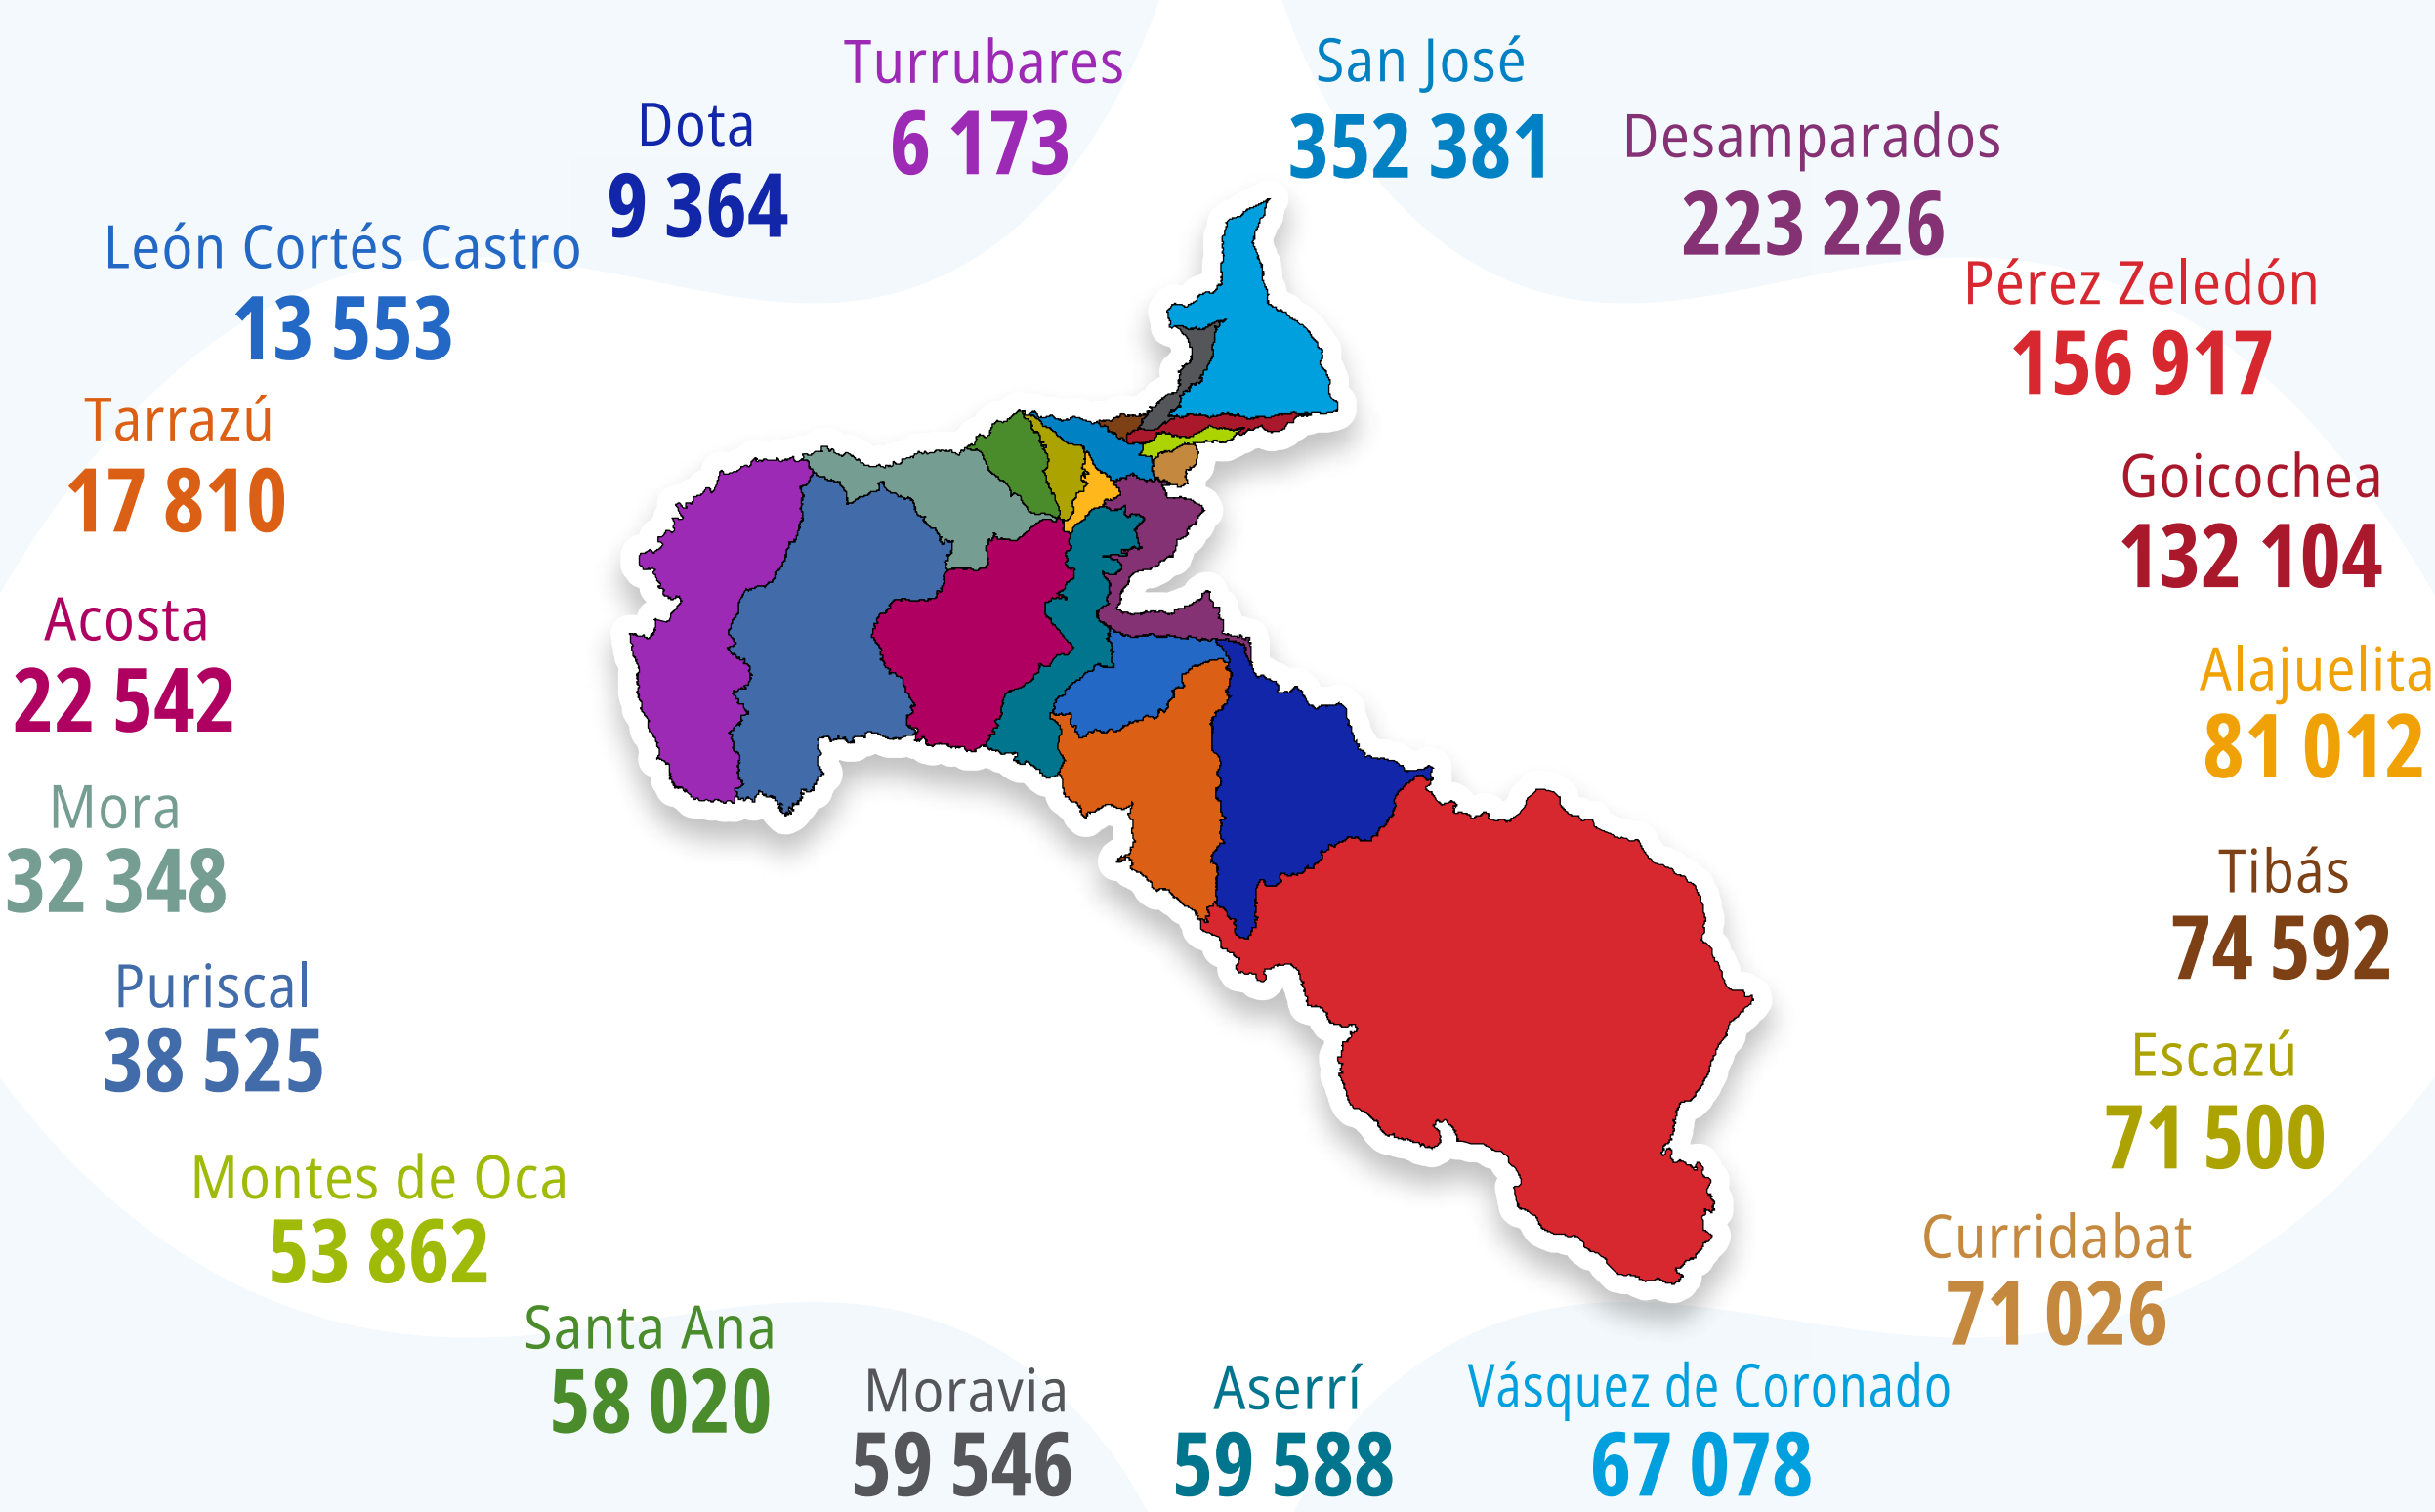 San José
352 381
Desamparados
223 226
Pérez Zeledón
156 917
Goicochea
132 104
Alajuelita
81 012
Tibás
74 592
Escazú
71 500
Curridabat
71 026
Vásquez de Coronado
67 078
Aserrí
59 588
Moravia
59 546
Santa Ana
58 020
Montes de Oca
53 862
Puriscal
38 525
Mora
32 348
Acosta
22 542
Tarrazú
17 810
León Cortés Castro
13 553
Dota
9 364
Turrubares
6 173